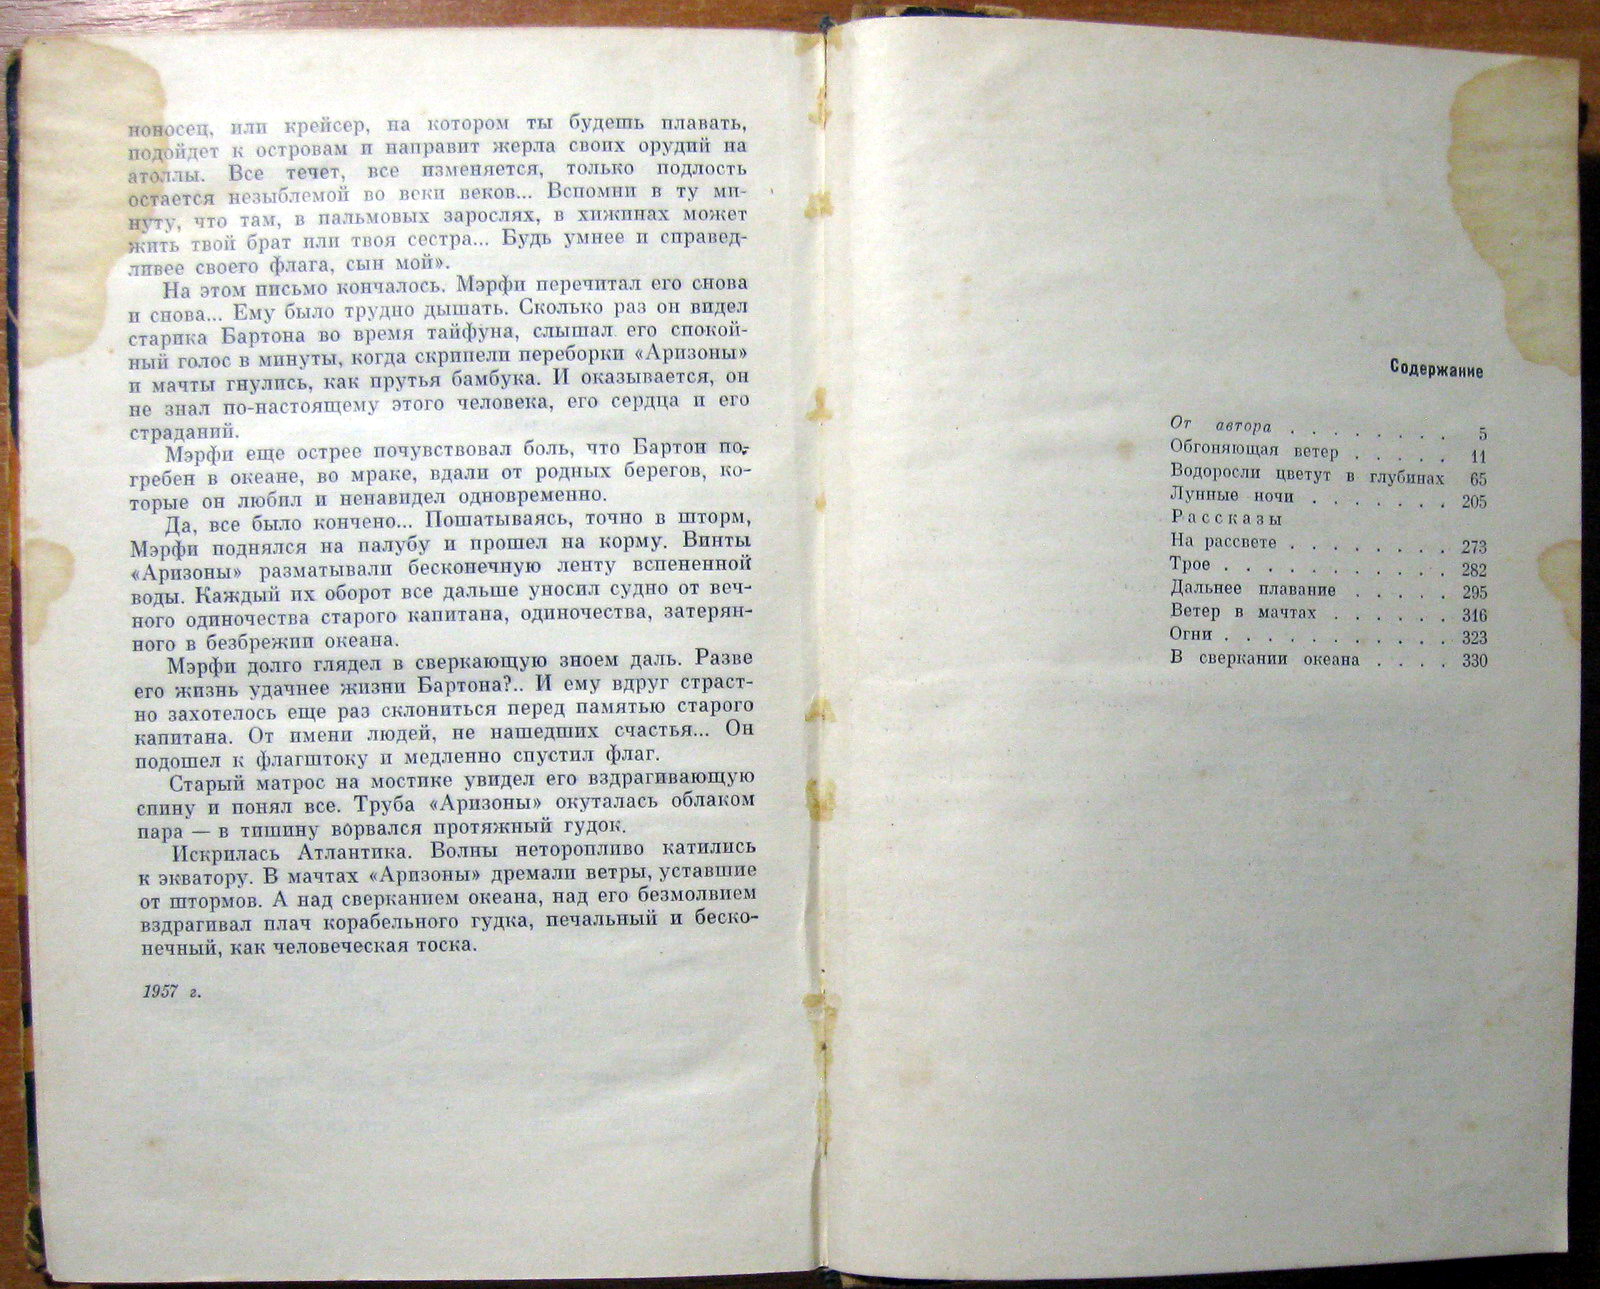 поносец, или крейсер, на котором ты будешь плавать,
подойдет к островам и направит жерла своих орудий на
атоллы. Все течет, все изменяется, только подлость
остается незыблемой во веки веков... Вспомни в ту ми-
нуту, что там, в пальмовых зарослях, в хижинах может
жить твой брат или твоя сестра... Будь умнее и справед-
ливее своего флага, сын мой».
На этом письмо кончалось. Мэрфи перечитал его снова
и снова... Ему было трудно дышать. Сколько раз он видел
старика Бартона во время тайфуна, слышал его спокой-
ный голос в минуты, когда скрипели переборки «Аризоны»
и мачты гнулись, как прутья бамбука. И оказывается, он
не знал по-настоящему этого человека, его сердца и его
страданий.
Мэрфи еще острее почувствовал боль, что Бартон по-
гребен в океане, во мраке, вдали от родных берегов, ко-
торые он любил и ненавидел одновременно.
Да, все было кончено... Пошатываясь, точно в шторм,
Мэрфи поднялся на палубу и прошел на корму. Винты
«Аризоны» разматывали бесконечную ленту вспененной
воды. Каждый их оборот все дальше уносил судно от веч-
ного одиночества старого капитана, одиночества, затерян-
ного в безбрежии океана.
Мэрфи долго глядел в сверкающую зноем даль. Разве
его жизнь удачнее жизни Бартона?.. И ему вдруг страст-
но захотелось еще раз склониться перед памятью старого
капитана. От имени людей, не нашедших счастья... Он
подошел к флагштоку и медленно спустил флаг.
Старый матрос на мостике увидел его вздрагивающую
спину и понял все. Труба «Аризоны» окуталась облаком
пара — в тишину ворвался протяжный гудок.
Искрилась Атлантика. Волны неторопливо катились
к экватору. В мачтах «Аризоны» дремали ветры, уставшие
от штормов. А над сверканием океана, над его безмолвием
вздрагивал плач корабельного гудка, печальный и беско-
нечный, как человеческая тоска.
1957 г.
Содержание
От автора . . . . . . . . 5
Обгоняющая ветер . . . . . 11
Водоросли цветут в глубинах 65
Лунные ночи . . . . . . . 205
Рассказы
На рассвете . . . . . . . . 273
Трое . . . . . . . . . . . 282
Дальнее плавание . . . . . 295
Ветер в мачтах . . . . . . 316
Огни . . . . . . . . . . . 323
В сверкании океана . . . . 330